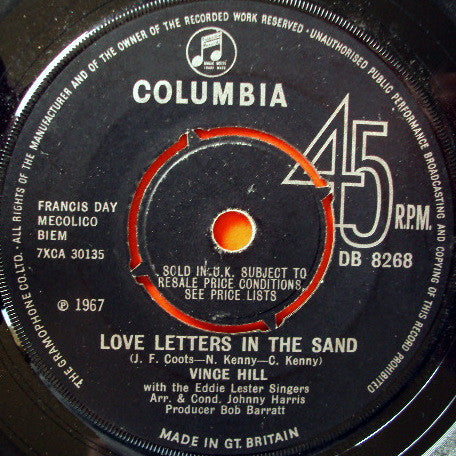 THE GRAMOPHONE CO. LTD. ALL RIGHTS OF THE MANUFACTURER AND OF THE OWNER OF THE RECORDED WORK RESERVED · UNAUTHORISED PUBLIC PERFORMANCE BROADCASTING AND COPYING OF THIS RECORD PROHIBITED
COLUMBIA
45 R.P.M.
DB 8268
FRANCIS DAY
MECOLICO
BIEM
7XCA 30135
SOLD IN U.K. SUBJECT TO
RESALE PRICE CONDITIONS,
SEE PRICE LISTS
℗ 1967
LOVE LETTERS IN THE SAND
(J. F. Coots—N. Kenny—C. Kenny)
VINCE HILL
with the Eddie Lester Singers
Arr. & Cond. Johnny Harris
Producer Bob Barratt
MADE IN GT. BRITAIN